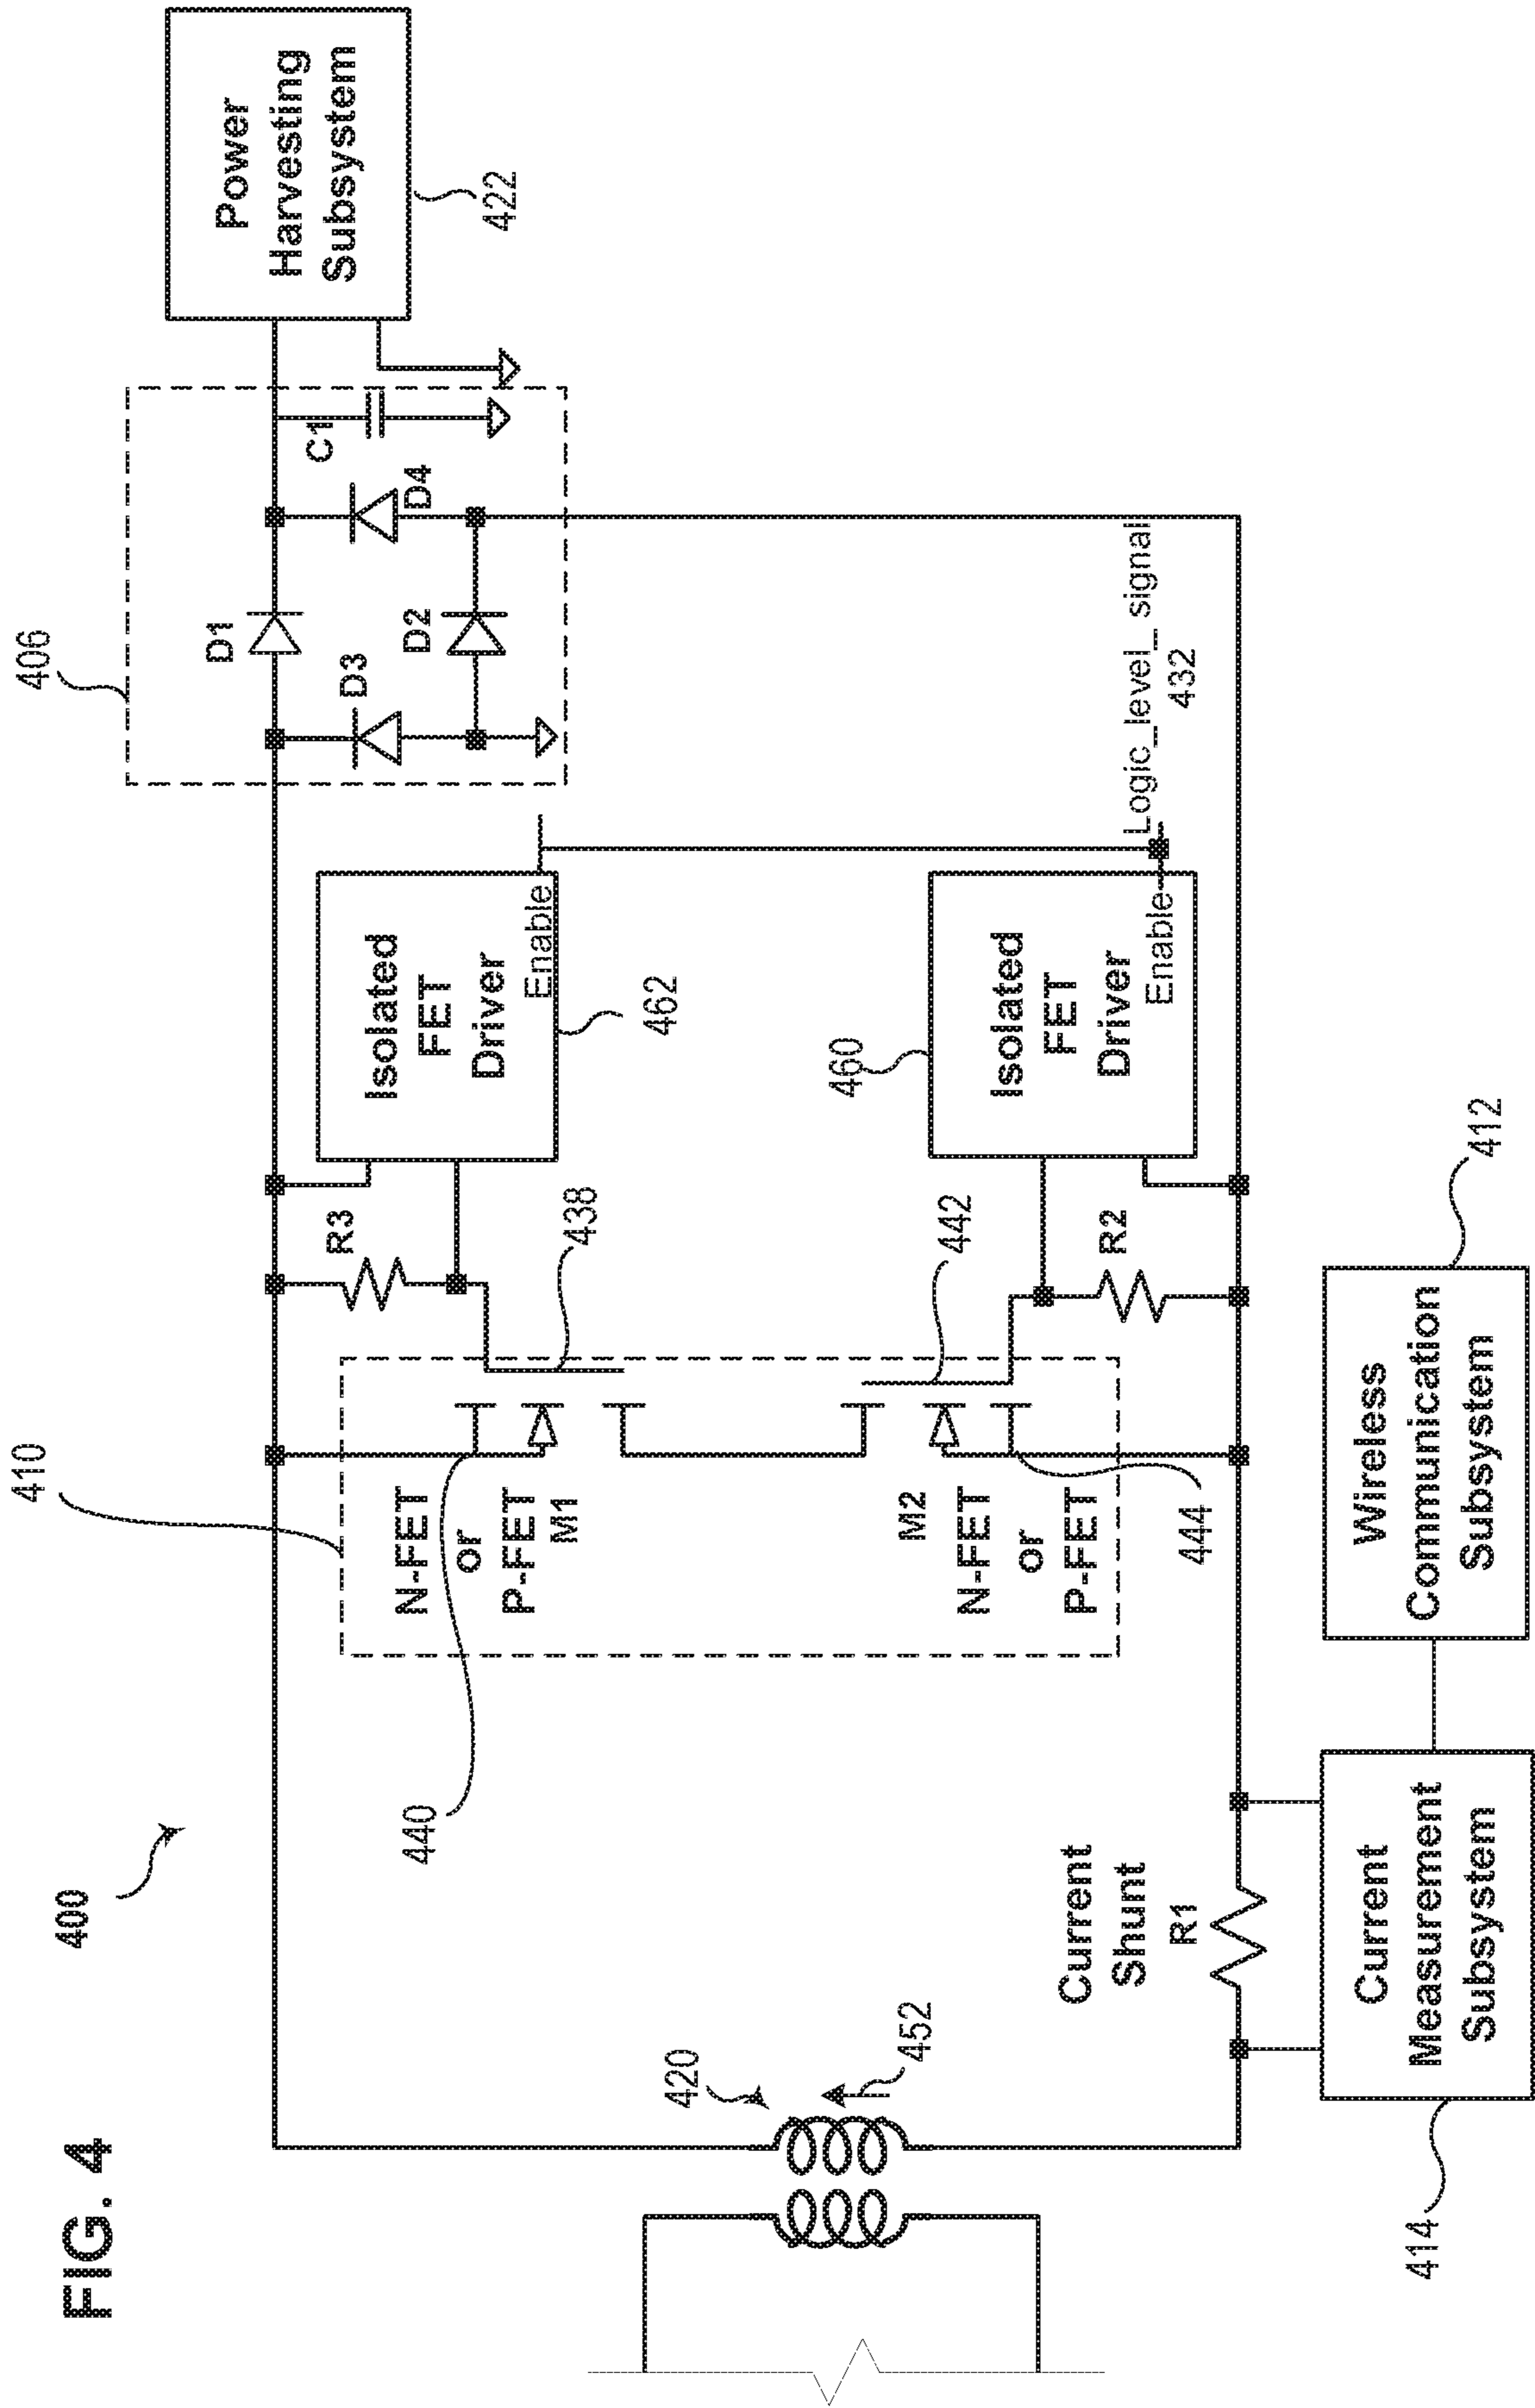 FIG. 4
400
410
406
Power
Harvesting
Subsystem
422
D1
D3
D2
D4
C1
440
N-FET
or
P-FET
M1
438
R3
Isolated
FET
Driver
Enable
462
420
452
M2
N-FET
or
P-FET
444
442
R2
460
Isolated
FET
Driver
Enable
Logic_level_ signal
432
Current
Shunt
R1
414
Current
Measurement
Subsystem
Wireless
Communication
Subsystem
412